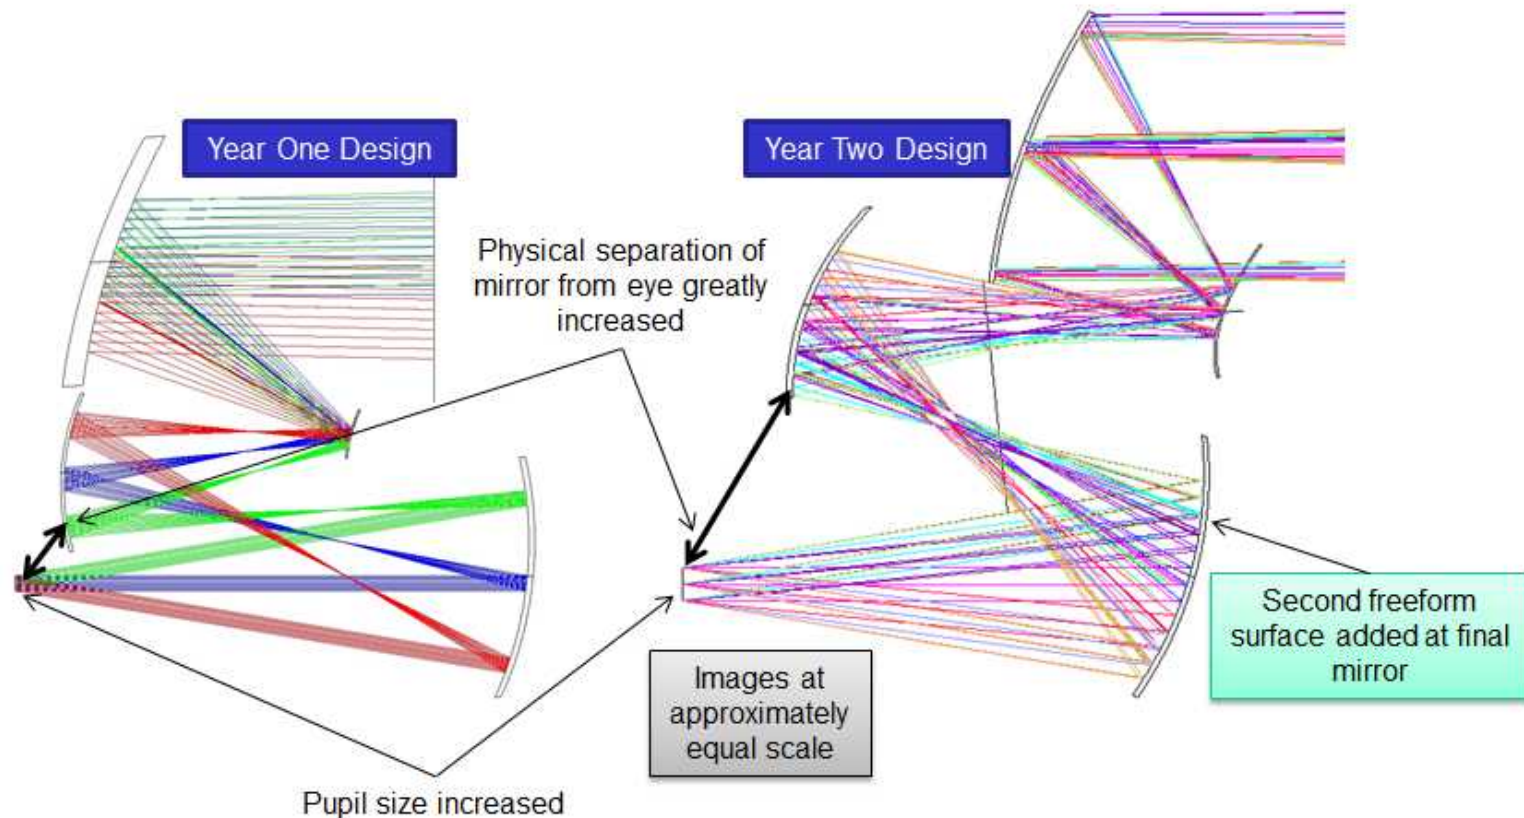 Year One Design
Year Two Design
Physical separation of
mirror from eye greatly
increased
Second freeform
surface added at final
mirror
Images at
approximately
equal scale
Pupil size increased